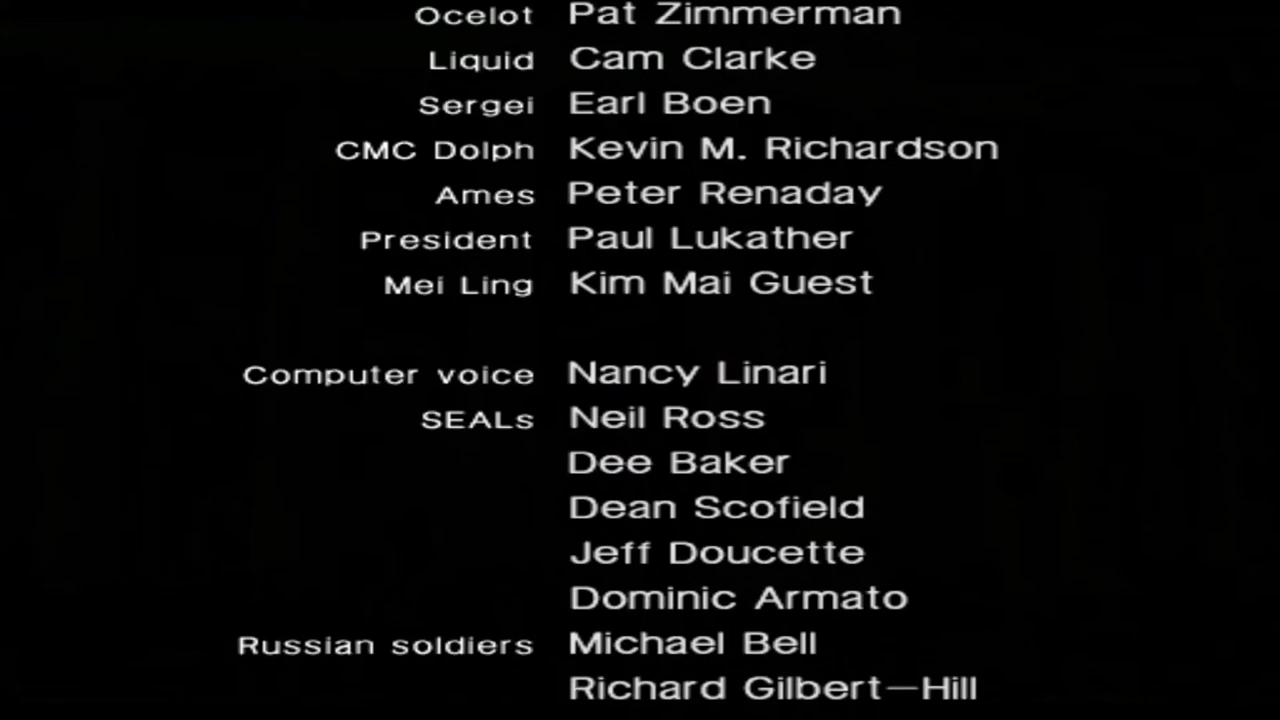 Ocelot Pat Zimmerman
Liquid Cam Clarke
Sergei Earl Boen
CMC Dolph Kevin M. Richardson
Ames Peter Renaday
President Paul Lukather
Mei Ling Kim Mai Guest
Computer voice Nancy Linari
SEALs Neil Ross
Dee Baker
Dean Scofield
Jeff Doucette
Dominic Armato
Russian soldiers Michael Bell
Richard Gilbert—Hill